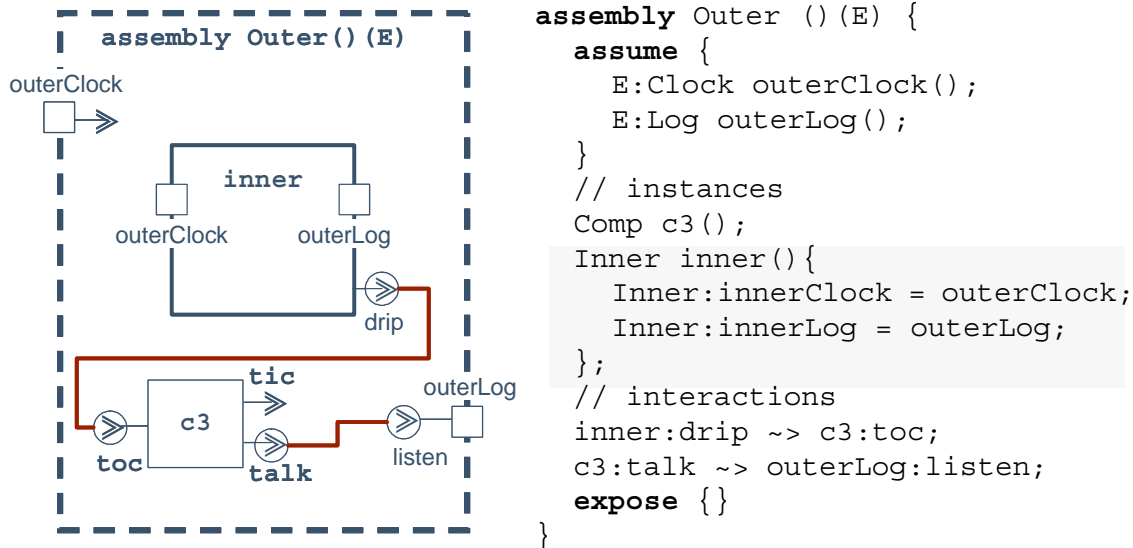 assembly Outer()(E)
outerClock
inner
outerClock
outerLog
drip
tic
outerLog
c3
toc
talk
listen
assembly Outer ()(E) {
assume {
E:Clock outerClock();
E:Log outerLog();
}
// instances
Comp c3();
Inner inner(){
Inner:innerClock = outerClock;
Inner:innerLog = outerLog;
};
// interactions
inner:drip ~> c3:toc;
c3:talk ~> outerLog:listen;
expose {}
}